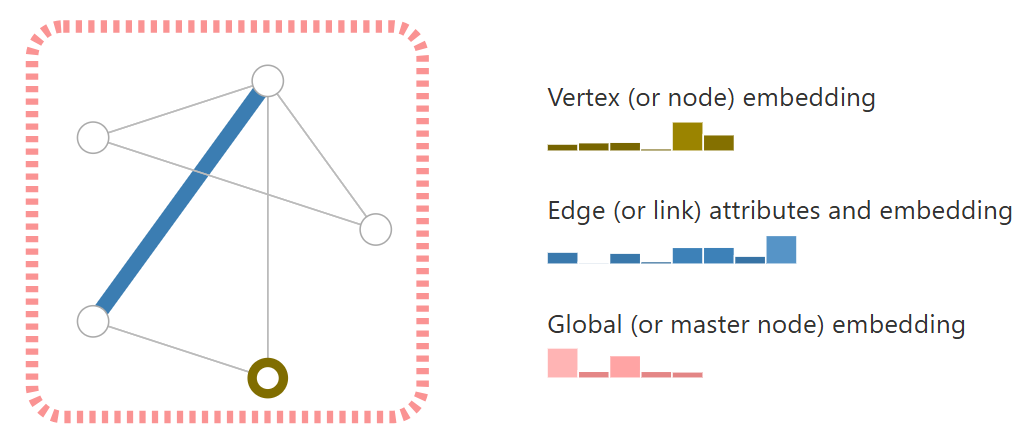 Vertex (or node) embedding
Edge (or link) attributes and embedding
Global (or master node) embedding